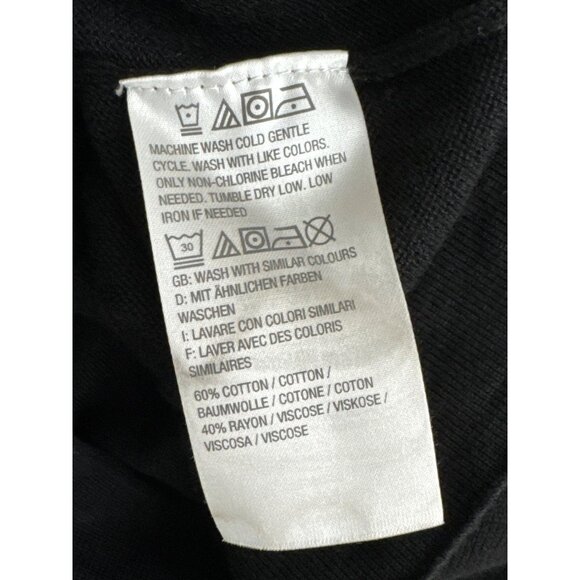 MACHINE WASH COLD GENTLE
CYCLE. WASH WITH LIKE COLORS.
ONLY NON-CHLORINE BLEACH WHEN
NEEDED. TUMBLE DRY LOW. LOW
IRON IF NEEDED
30
GB: WASH WITH SIMILAR COLOURS
D: MIT ÄHNLICHEN FARBEN
WASCHEN
I: LAVARE CON COLORI SIMILARI
F: LAVER AVEC DES COLORIS
SIMILAIRES
60% COTTON / COTTON /
BAUMWOLLE / COTONE / COTON
40% RAYON / VISCOSE / VISKOSE /
VISCOSA / VISCOSE